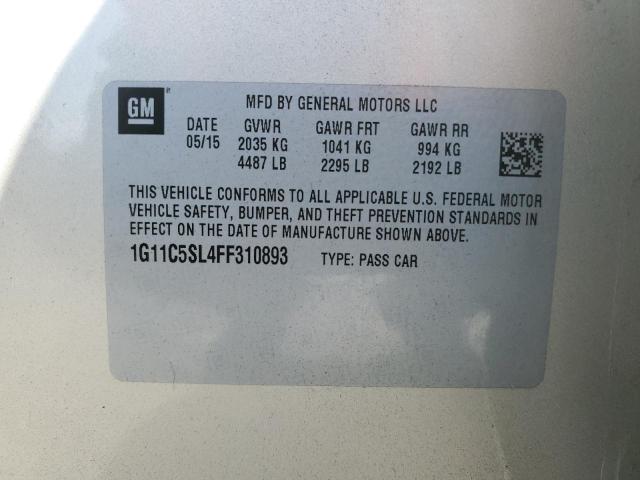 GM ®
MFD BY GENERAL MOTORS LLC
DATE GVWR GAWR FRT GAWR RR
05/15 2035 KG 1041 KG 994 KG
4487 LB 2295 LB 2192 LB
THIS VEHICLE CONFORMS TO ALL APPLICABLE U.S. FEDERAL MOTOR
VEHICLE SAFETY, BUMPER, AND THEFT PREVENTION STANDARDS IN
EFFECT ON THE DATE OF MANUFACTURE SHOWN ABOVE.
1G11C5SL4FF310893 TYPE: PASS CAR